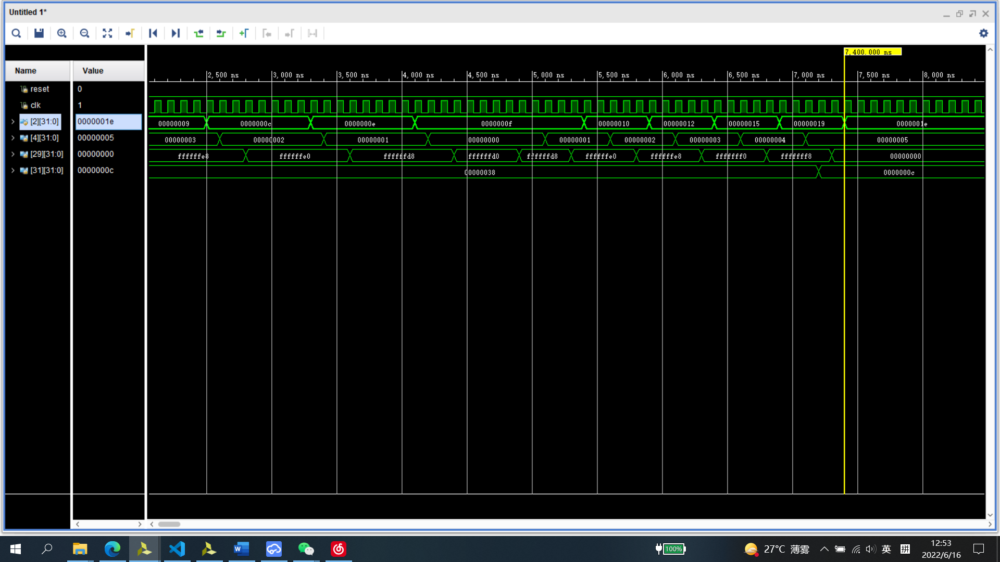 Untitled 1*
7,400.000 ns
Name Value
2,500 ns 3,000 ns 3,500 ns 4,000 ns 4,500 ns 5,000 ns 5,500 ns 6,000 ns 6,500 ns 7,000 ns 7,500 ns 8,000 ns
reset 0
clk 1
[2][31:0] 0000001e 00000009 0000000c 0000000e 0000000f 00000010 00000012 00000015 00000019 0000001e
[4][31:0] 00000005 00000003 00000002 00000001 00000000 00000001 00000002 00000003 00000004 00000005
[29][31:0] 00000000 ffffffe8 ffffffe0 ffffffd8 ffffffd0 ffffffd8 ffffffe0 ffffffe8 fffffff0 fffffff8 00000000
[31][31:0] 0000000c 00000038 0000000c
100% 27°C 薄雾 英 拼 12:53
2022/6/16